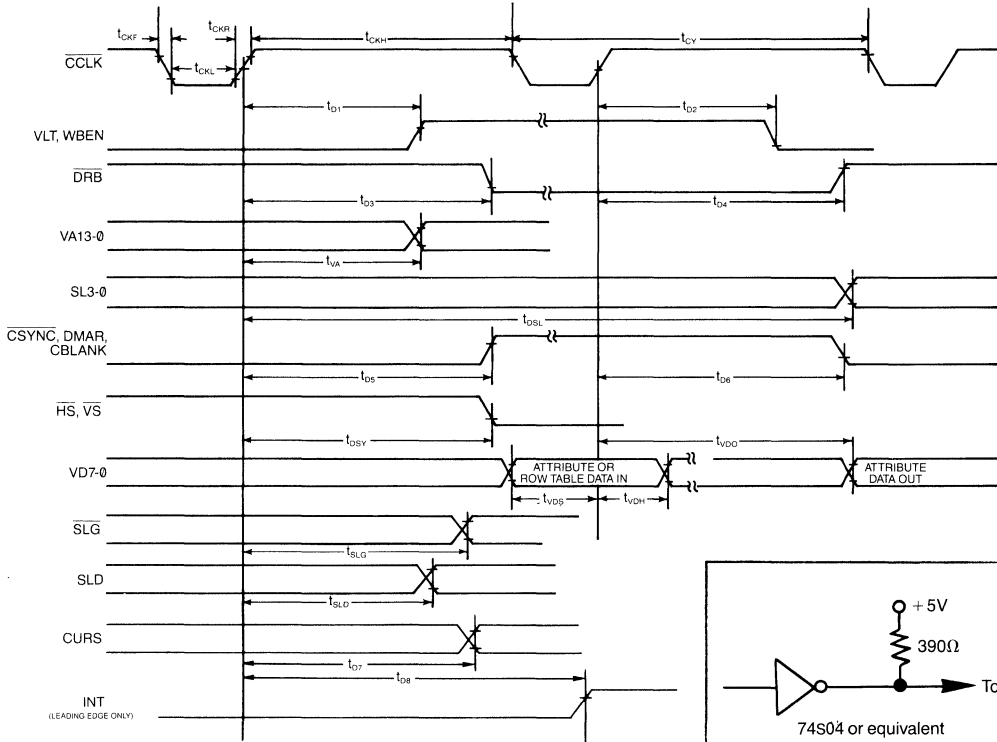 tCKF
tCKR
tCKH
tCY
CCLK
tCKL
tD1
tD2
VLT, WBEN
DRB
tD3
tD4
VA13-0
tVA
SL3-0
tDSL
CSYNC, DMAR,
CBLANK
tD5
tD6
HS, VS
tDSY
tVDO
VD7-0
ATTRIBUTE OR
ROW TABLE DATA IN
ATTRIBUTE
DATA OUT
tVDS
tVDH
SLG
tSLG
SLD
tSLD
CURS
tD7
tD8
INT
(LEADING EDGE ONLY)
+5V
390Ω
To
74S04 or equivalent